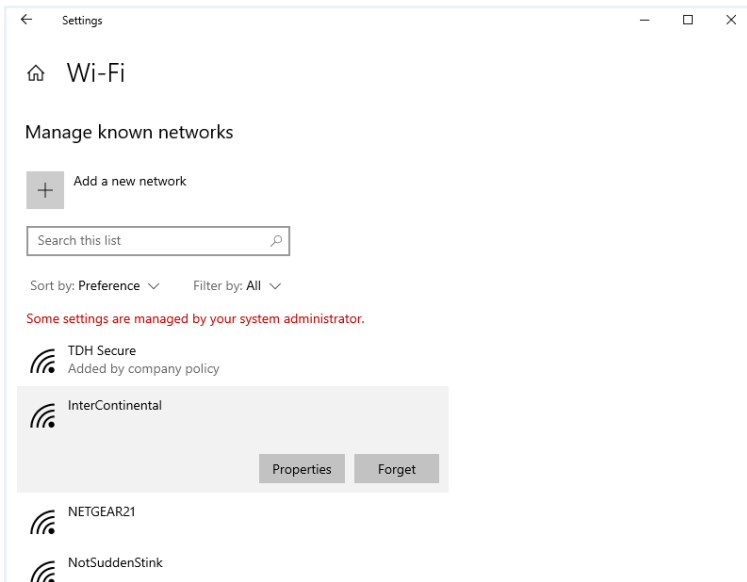 Settings
Wi-Fi
Manage known networks
Add a new network
Search this list
Sort by: Preference Filter by: All
Some settings are managed by your system administrator.
TDH Secure
Added by company policy
InterContinental
Properties Forget
NETGEAR21
NotSuddenStink